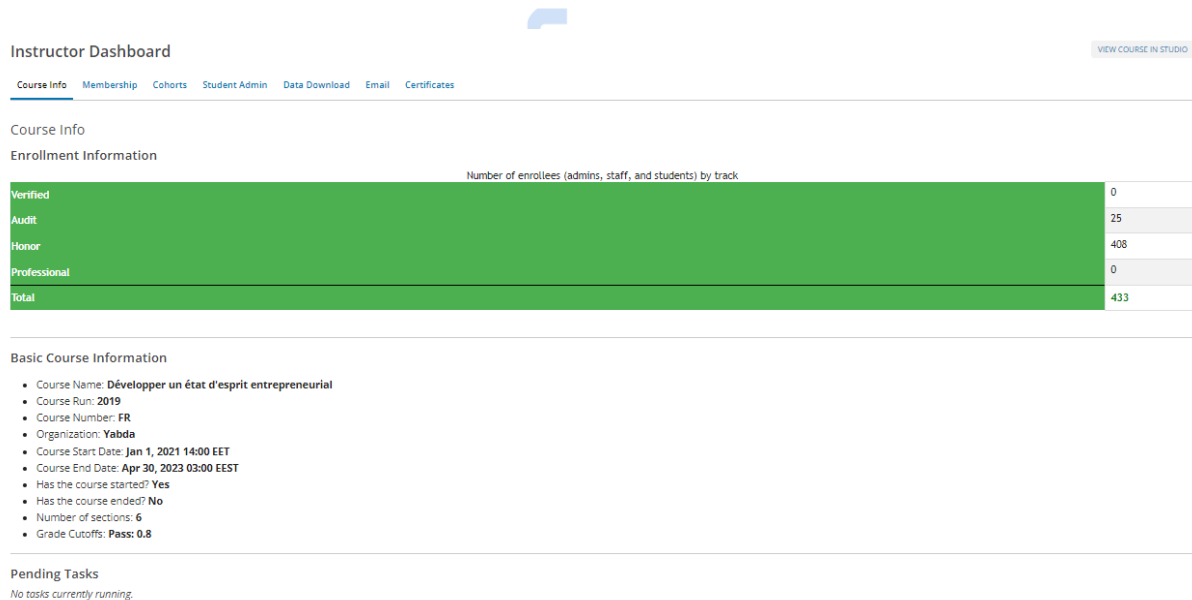 Instructor Dashboard
VIEW COURSE IN STUDIO
Course Info Membership Cohorts Student Admin Data Download Email Certificates
Course Info
Enrollment Information
Number of enrollees (admins, staff, and students) by track
Verified 0
Audit 25
Honor 408
Professional 0
Total 433
Basic Course Information
Course Name: Développer un état d'esprit entrepreneurial
Course Run: 2019
Course Number: FR
Organization: Yabda
Course Start Date: Jan 1, 2021 14:00 EET
Course End Date: Apr 30, 2023 03:00 EEST
Has the course started? Yes
Has the course ended? No
Number of sections: 6
Grade Cutoffs: Pass: 0.8
Pending Tasks
No tasks currently running.